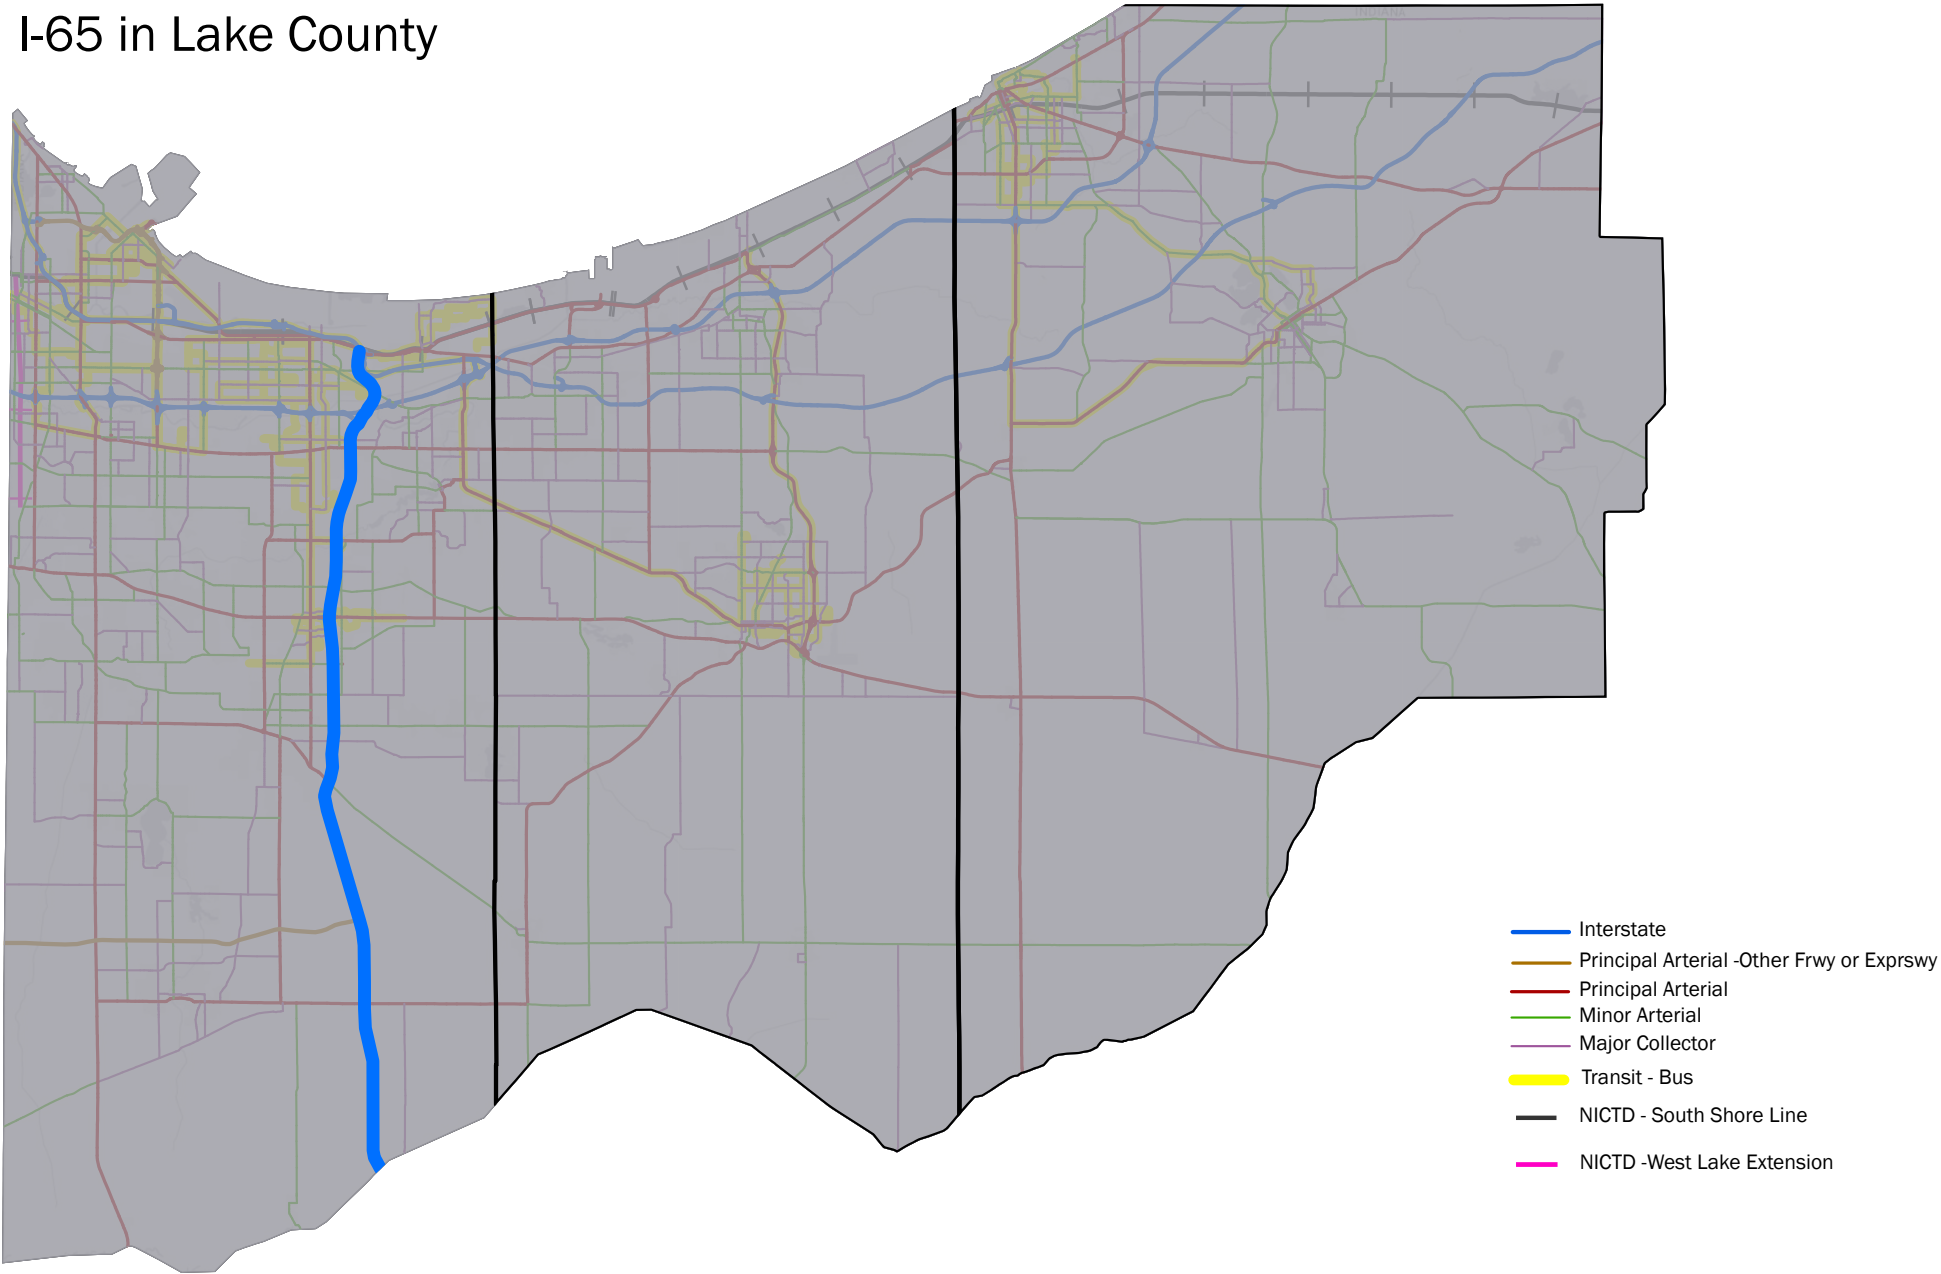 I-65 in Lake County
INDIANA
Interstate
Principal Arterial -Other Frwy or Exprswy
Principal Arterial
Minor Arterial
Major Collector
Transit - Bus
NICTD - South Shore Line
NICTD -West Lake Extension